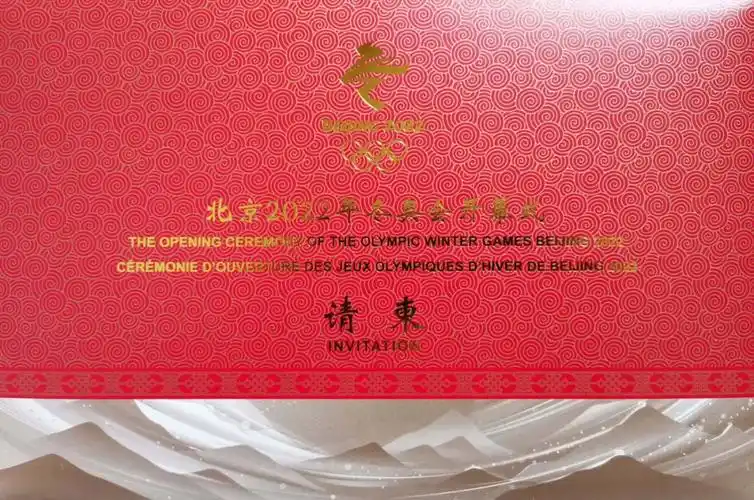 Beijing 2022
北京2022年冬奥会开幕式
THE OPENING CEREMONY OF THE OLYMPIC WINTER GAMES BEIJING 2022
CÉRÉMONIE D'OUVERTURE DES JEUX OLYMPIQUES D'HIVER DE BEIJING 2022
请柬
INVITATION